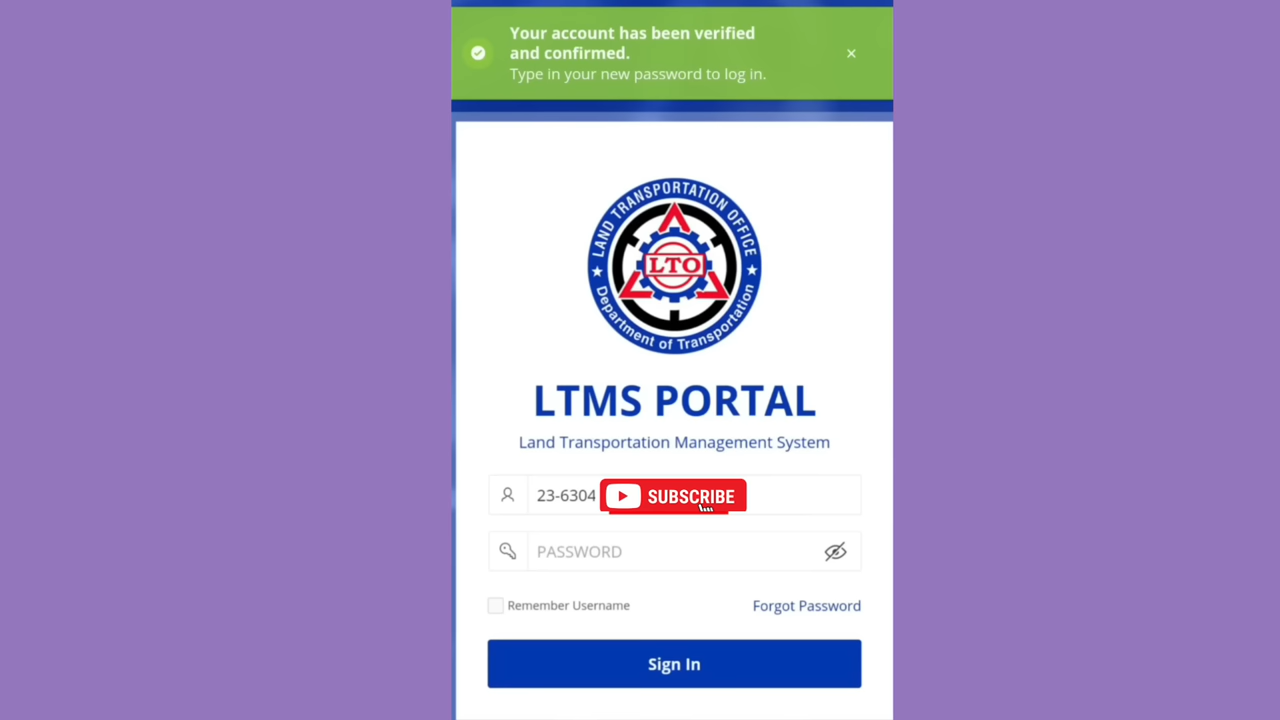 Your account has been verified
and confirmed.
Type in your new password to log in.
LAND TRANSPORTATION OFFICE
LTO
Department of Transportation
LTMS PORTAL
Land Transportation Management System
23-6304
SUBSCRIBE
PASSWORD
Remember Username
Forgot Password
Sign In